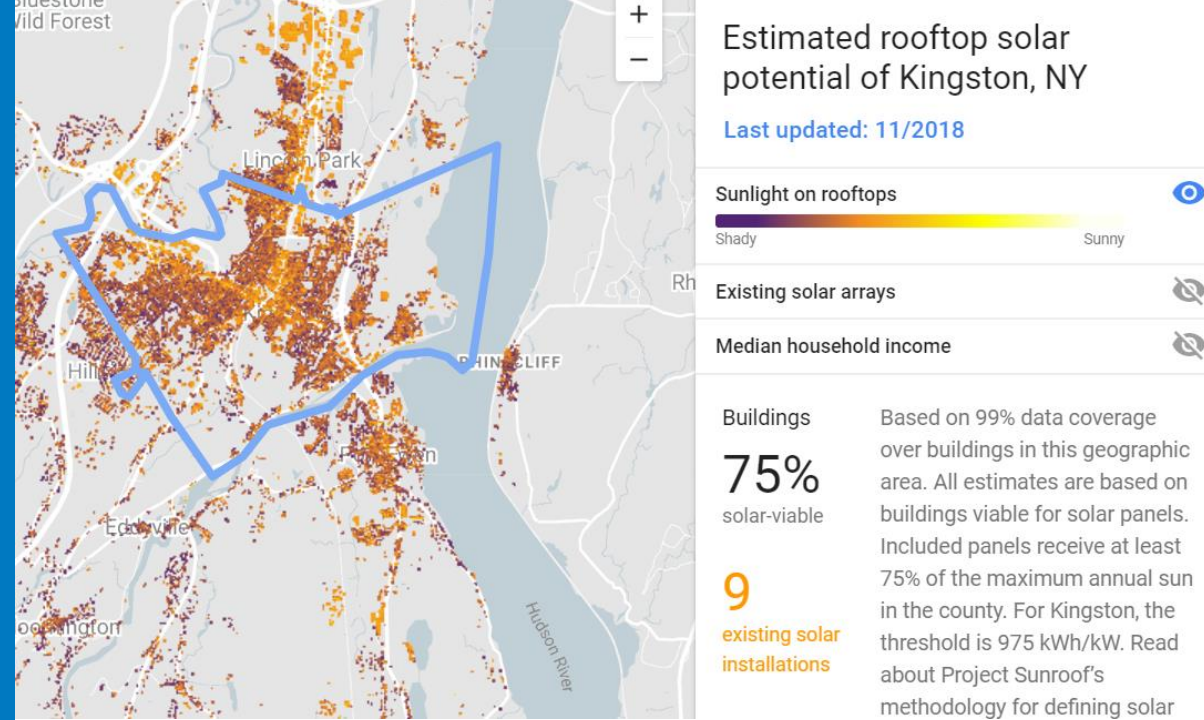 Wild Forest
Lincoln Park
Rh
RHINECLIFF
Hill
Port Ewen
Eddyville
Hudson River
+
−
Estimated rooftop solar
potential of Kingston, NY
Last updated: 11/2018
Sunlight on rooftops
Shady
Sunny
Existing solar arrays
Median household income
Buildings
75%
solar-viable
9
existing solar
installations
Based on 99% data coverage
over buildings in this geographic
area. All estimates are based on
buildings viable for solar panels.
Included panels receive at least
75% of the maximum annual sun
in the county. For Kingston, the
threshold is 975 kWh/kW. Read
about Project Sunroof’s
methodology for defining solar